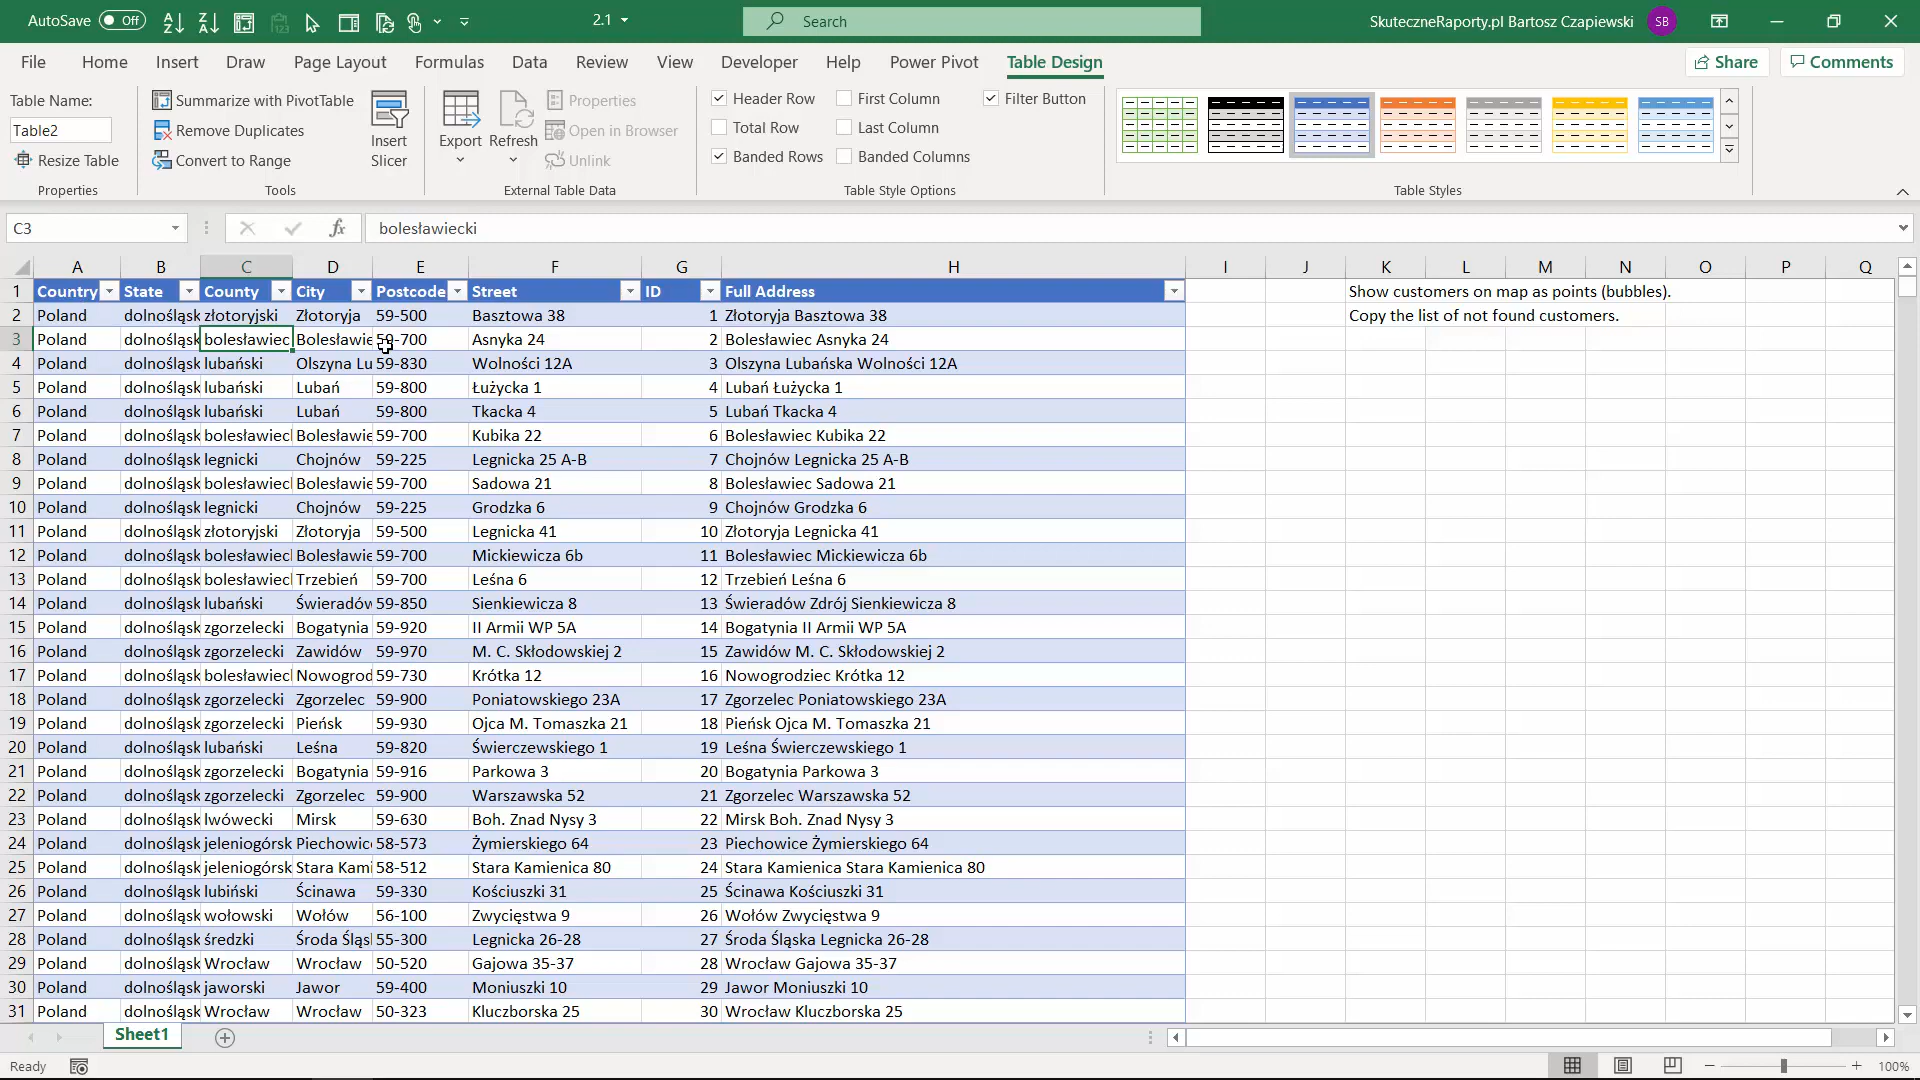 AutoSave Off 2.1 Search SkuteczneRaporty.pl Bartosz Czapiewski SB
File Home Insert Draw Page Layout Formulas Data Review View Developer Help Power Pivot Table Design Share Comments
Table Name:
Table2
Resize Table
Properties
Summarize with PivotTable
Remove Duplicates
Convert to Range
Insert
Slicer
Tools
Export
Refresh
Properties
Open in Browser
Unlink
External Table Data
Header Row First Column Filter Button
Total Row Last Column
Banded Rows Banded Columns
Table Style Options
Table Styles
C3 fx bolesławiecki
A B C D E F G H I J K L M N O P Q
1 Country State County City Postcode Street ID Full Address Show customers on map as points (bubbles).
2 Poland dolnośląsk złotoryjski Złotoryja 59-500 Basztowa 38 1 Złotoryja Basztowa 38 Copy the list of not found customers.
3 Poland dolnośląsk bolesławiec Bolesławie 59-700 Asnyka 24 2 Bolesławiec Asnyka 24
4 Poland dolnośląsk lubański Olszyna Lu 59-830 Wolności 12A 3 Olszyna Lubańska Wolności 12A
5 Poland dolnośląsk lubański Lubań 59-800 Łużycka 1 4 Lubań Łużycka 1
6 Poland dolnośląsk lubański Lubań 59-800 Tkacka 4 5 Lubań Tkacka 4
7 Poland dolnośląsk bolesławiecl Bolesławie 59-700 Kubika 22 6 Bolesławiec Kubika 22
8 Poland dolnośląsk legnicki Chojnów 59-225 Legnicka 25 A-B 7 Chojnów Legnicka 25 A-B
9 Poland dolnośląsk bolesławiecl Bolesławie 59-700 Sadowa 21 8 Bolesławiec Sadowa 21
10 Poland dolnośląsk legnicki Chojnów 59-225 Grodzka 6 9 Chojnów Grodzka 6
11 Poland dolnośląsk złotoryjski Złotoryja 59-500 Legnicka 41 10 Złotoryja Legnicka 41
12 Poland dolnośląsk bolesławiecl Bolesławie 59-700 Mickiewicza 6b 11 Bolesławiec Mickiewicza 6b
13 Poland dolnośląsk bolesławiecl Trzebień 59-700 Leśna 6 12 Trzebień Leśna 6
14 Poland dolnośląsk lubański Świeradów 59-850 Sienkiewicza 8 13 Świeradów Zdrój Sienkiewicza 8
15 Poland dolnośląsk zgorzelecki Bogatynia 59-920 II Armii WP 5A 14 Bogatynia II Armii WP 5A
16 Poland dolnośląsk zgorzelecki Zawidów 59-970 M. C. Skłodowskiej 2 15 Zawidów M. C. Skłodowskiej 2
17 Poland dolnośląsk bolesławiecl Nowogrod 59-730 Krótka 12 16 Nowogrodziec Krótka 12
18 Poland dolnośląsk zgorzelecki Zgorzelec 59-900 Poniatowskiego 23A 17 Zgorzelec Poniatowskiego 23A
19 Poland dolnośląsk zgorzelecki Pieńsk 59-930 Ojca M. Tomaszka 21 18 Pieńsk Ojca M. Tomaszka 21
20 Poland dolnośląsk lubański Leśna 59-820 Świerczewskiego 1 19 Leśna Świerczewskiego 1
21 Poland dolnośląsk zgorzelecki Bogatynia 59-916 Parkowa 3 20 Bogatynia Parkowa 3
22 Poland dolnośląsk zgorzelecki Zgorzelec 59-900 Warszawska 52 21 Zgorzelec Warszawska 52
23 Poland dolnośląsk lwówecki Mirsk 59-630 Boh. Znad Nysy 3 22 Mirsk Boh. Znad Nysy 3
24 Poland dolnośląsk jeleniogórsk Piechowice 58-573 Żymierskiego 64 23 Piechowice Żymierskiego 64
25 Poland dolnośląsk jeleniogórsk Stara Kami 58-512 Stara Kamienica 80 24 Stara Kamienica Stara Kamienica 80
26 Poland dolnośląsk lubiński Ścinawa 59-330 Kościuszki 31 25 Ścinawa Kościuszki 31
27 Poland dolnośląsk wołowski Wołów 56-100 Zwycięstwa 9 26 Wołów Zwycięstwa 9
28 Poland dolnośląsk średzki Środa Śląsl 55-300 Legnicka 26-28 27 Środa Śląska Legnicka 26-28
29 Poland dolnośląsk Wrocław Wrocław 50-520 Gajowa 35-37 28 Wrocław Gajowa 35-37
30 Poland dolnośląsk jaworski Jawor 59-400 Moniuszki 10 29 Jawor Moniuszki 10
31 Poland dolnośląsk Wrocław Wrocław 50-323 Kluczborska 25 30 Wrocław Kluczborska 25
Sheet1
Ready 100%